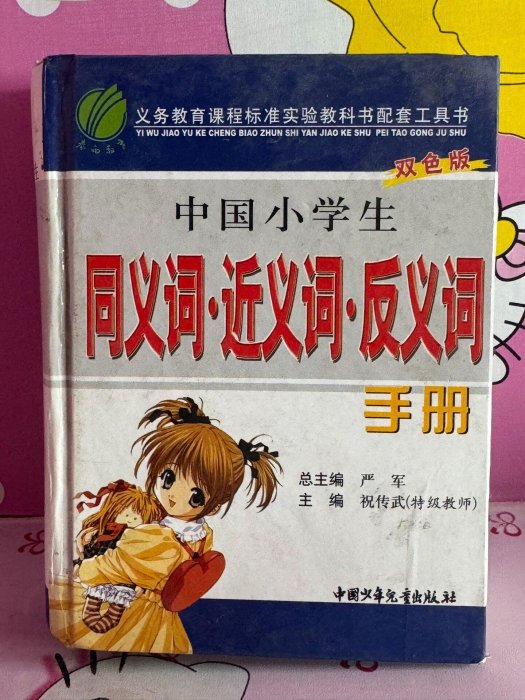 义务教育课程标准实验教科书配套工具书
YI WU JIAO YU KE CHENG BIAO ZHUN SHI YAN JIAO KE SHU PEI TAO GONG JU SHU
双色版
中国小学生
同义词·近义词·反义词
手册
总主编 严 军
主 编 祝传武(特级教师)
中国少年儿童出版社